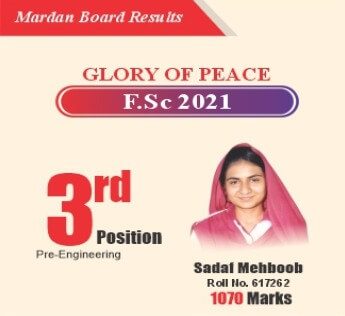 Mardan Board Results
GLORY OF PEACE
F.Sc 2021
3rd
Position
Pre-Engineering
Sadaf Mehboob
Roll No. 617262
1070 Marks